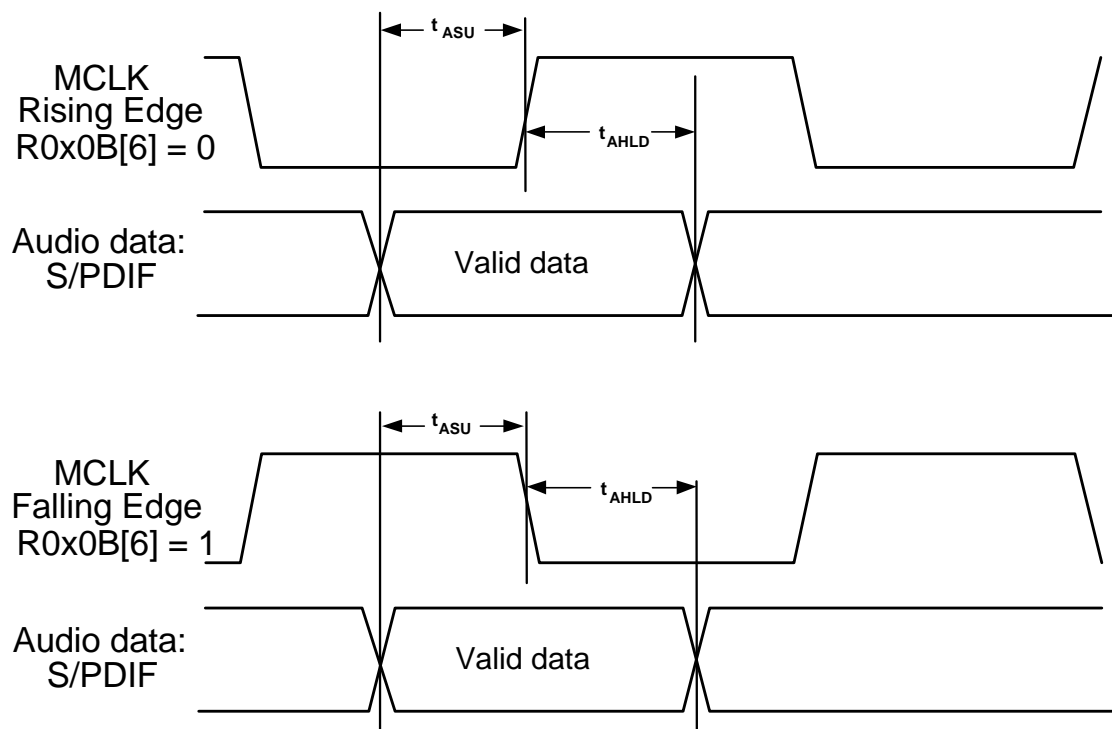 t ASU
MCLK
Rising Edge
R0x0B[6] = 0
t AHLD
Audio data:
S/PDIF
Valid data
t ASU
MCLK
Falling Edge
R0x0B[6] = 1
t AHLD
Audio data:
S/PDIF
Valid data